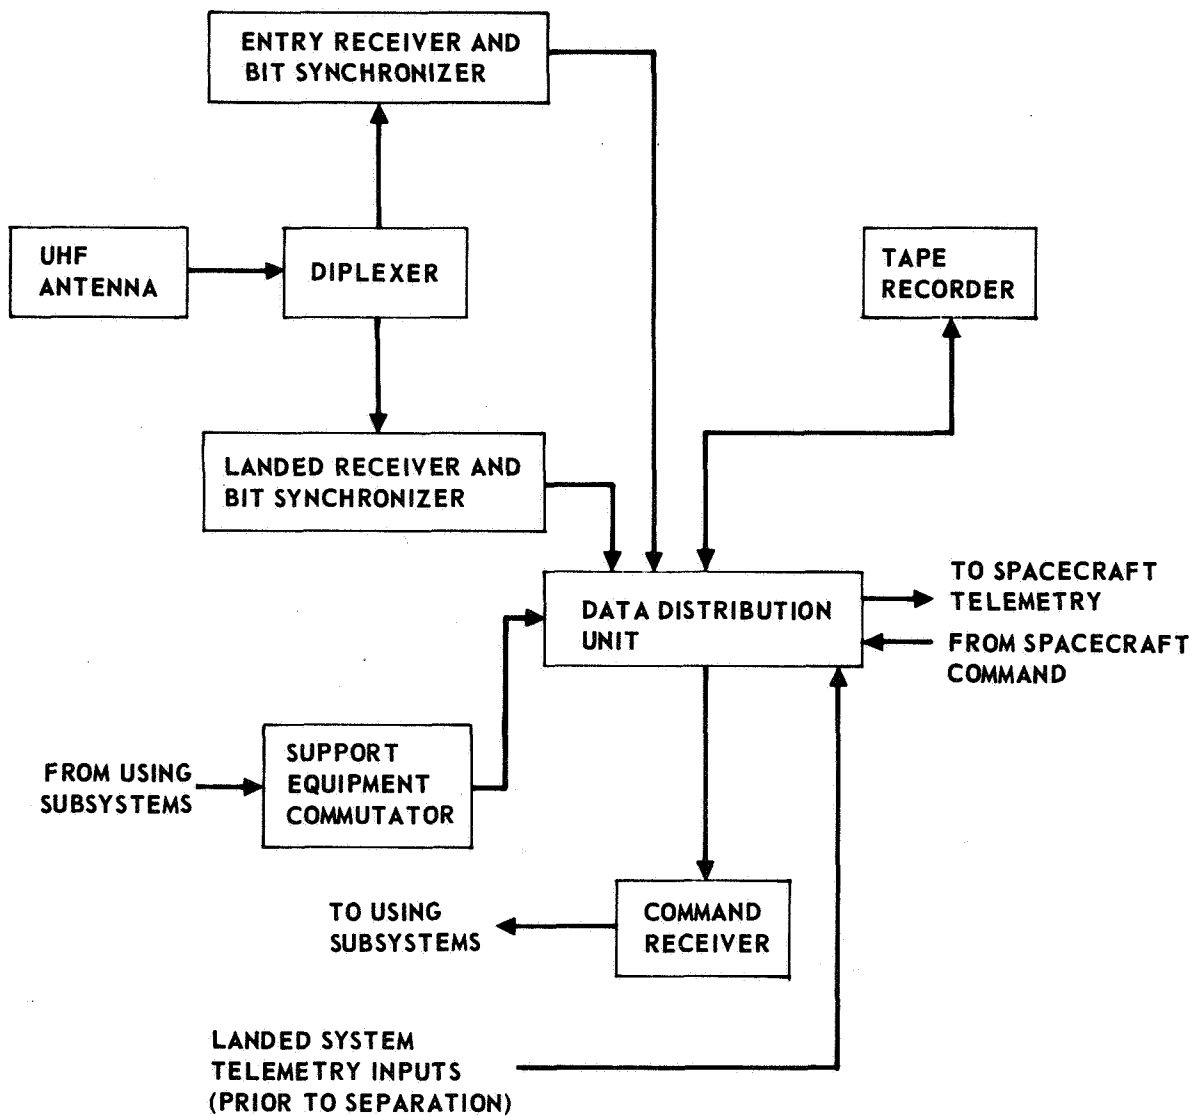 ENTRY RECEIVER AND
BIT SYNCHRONIZER
UHF
ANTENNA
DIPLEXER
TAPE
RECORDER
LANDED RECEIVER AND
BIT SYNCHRONIZER
DATA DISTRIBUTION
UNIT
TO SPACECRAFT
TELEMETRY
FROM SPACECRAFT
COMMAND
FROM USING
SUBSYSTEMS
SUPPORT
EQUIPMENT
COMMUTATOR
TO USING
SUBSYSTEMS
COMMAND
RECEIVER
LANDED SYSTEM
TELEMETRY INPUTS
(PRIOR TO SEPARATION)